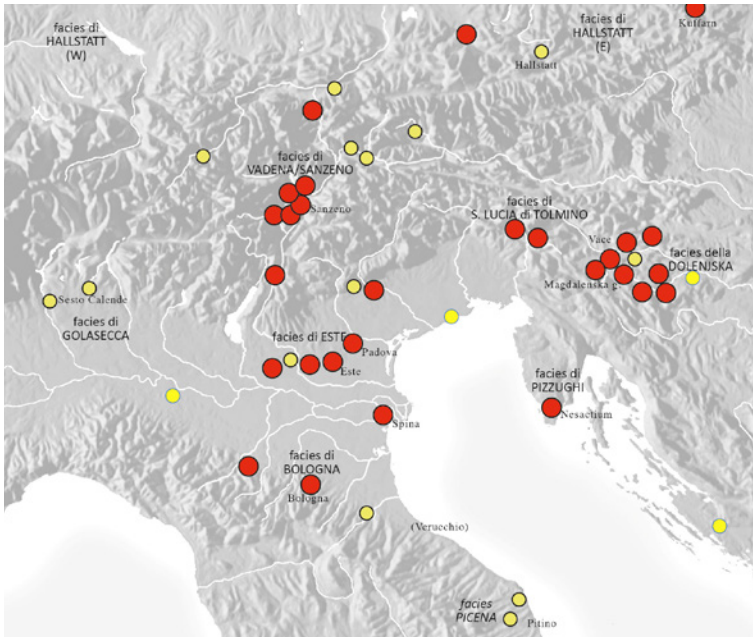 facies di
HALLSTATT
(W)
facies di
HALLSTATT
(E)
Kuffarn
Hallstatt
facies di
VADENA/SANZENO
Sanzeno
facies di
S. LUCIA di TOLMINO
Vače
facies della
DOLENJSKA
Magdalenska g.
Sesto Calende
facies di
GOLASECCA
facies di ESTE
Padova
Este
facies di
PIZZUGHI
Nesactium
Spina
facies di
BOLOGNA
Bologna
(Verucchio)
facies
PICENA
Pitino